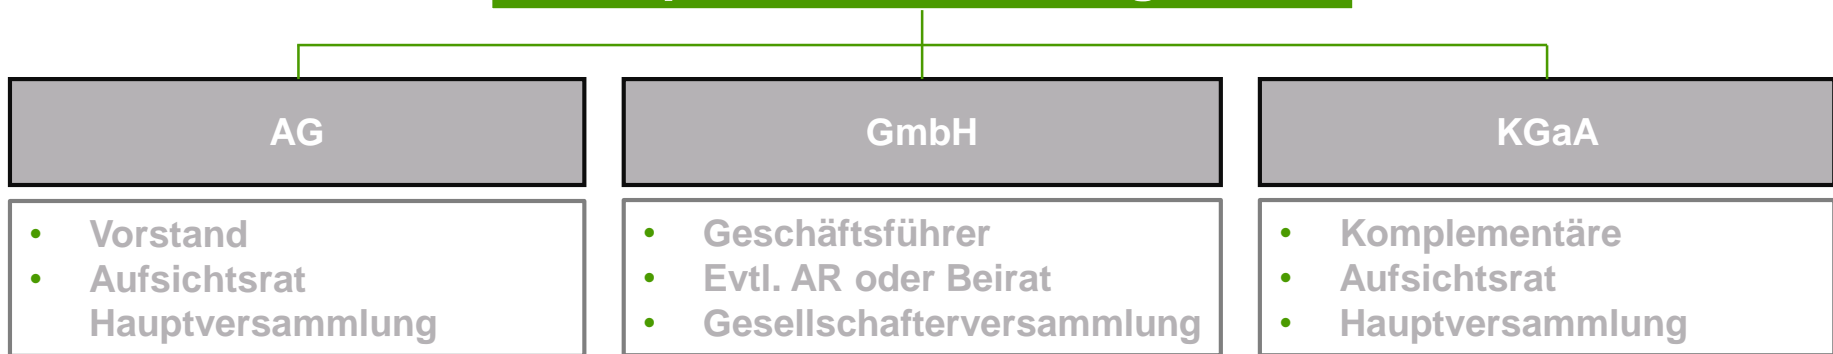 AG
GmbH
KGaA
• Vorstand
• Aufsichtsrat
Hauptversammlung
• Geschäftsführer
• Evtl. AR oder Beirat
• Gesellschafterversammlung
• Komplementäre
• Aufsichtsrat
• Hauptversammlung